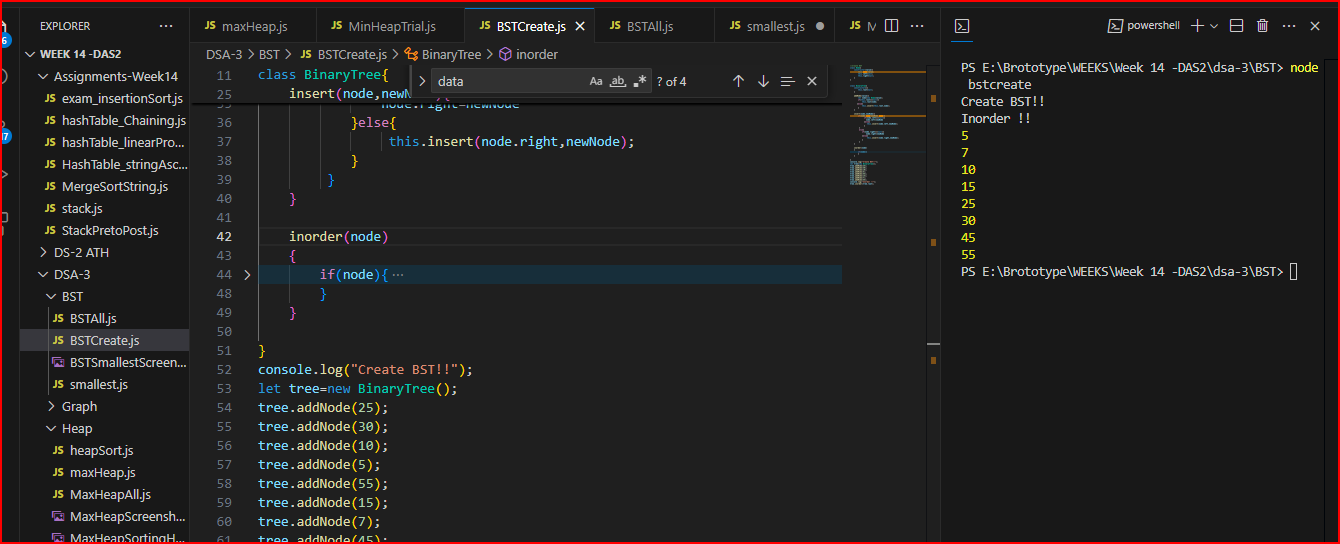 EXPLORER
WEEK 14 -DAS2
Assignments-Week14
JS exam_insertionSort.js
JS hashTable_Chaining.js
JS hashTable_linearPro...
JS HashTable_stringAsc...
JS MergeSortString.js
JS stack.js
JS StackPretoPost.js
DS-2 ATH
DSA-3
BST
JS BSTAll.js
JS BSTCreate.js
BSTSmallestScreen...
JS smallest.js
Graph
Heap
JS heapSort.js
JS maxHeap.js
JS MaxHeapAll.js
MaxHeapScreensh...
MaxHeapSortingH...
JS maxHeap.js JS MinHeapTrial.js JS BSTCreate.js JS BSTAll.js JS smallest.js JS
DSA-3 > BST > JS BSTCreate.js > BinaryTree > inorder
data Aa ab ? of 4
11 class BinaryTree{
25 insert(node,newN
35 node.right=newNode
36 }else{
37 this.insert(node.right,newNode);
38 }
39 }
40 }
41
42 inorder(node)
43 {
44 if(node){ ...
48 }
49 }
50
51 }
52 console.log("Create BST!!");
53 let tree=new BinaryTree();
54 tree.addNode(25);
55 tree.addNode(30);
56 tree.addNode(10);
57 tree.addNode(5);
58 tree.addNode(55);
59 tree.addNode(15);
60 tree.addNode(7);
61 tree.addNode(45);
powershell
PS E:\Brototype\WEEKS\Week 14 -DAS2\dsa-3\BST> node
bstcreate
Create BST!!
Inorder !!
5
7
10
15
25
30
45
55
PS E:\Brototype\WEEKS\Week 14 -DAS2\dsa-3\BST>